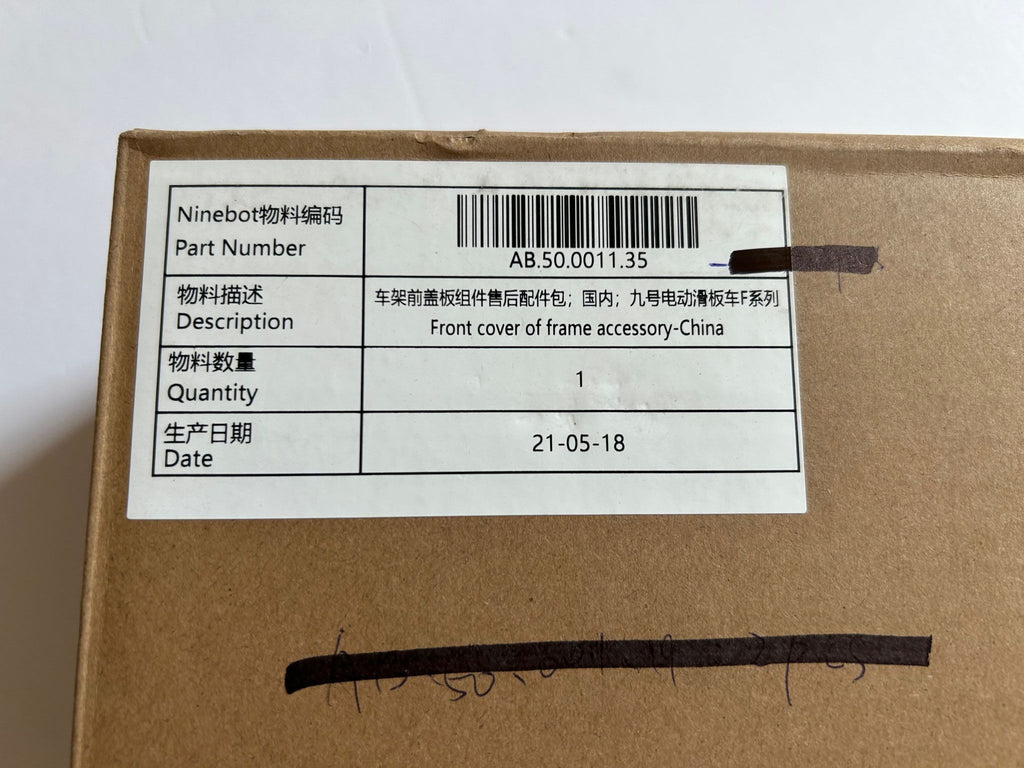 Ninebot物料编码
Part Number
AB.50.0011.35
物料描述
Description
车架前盖板组件售后配件包；国内；九号电动滑板车F系列
Front cover of frame accessory-China
物料数量
Quantity
1
生产日期
Date
21-05-18